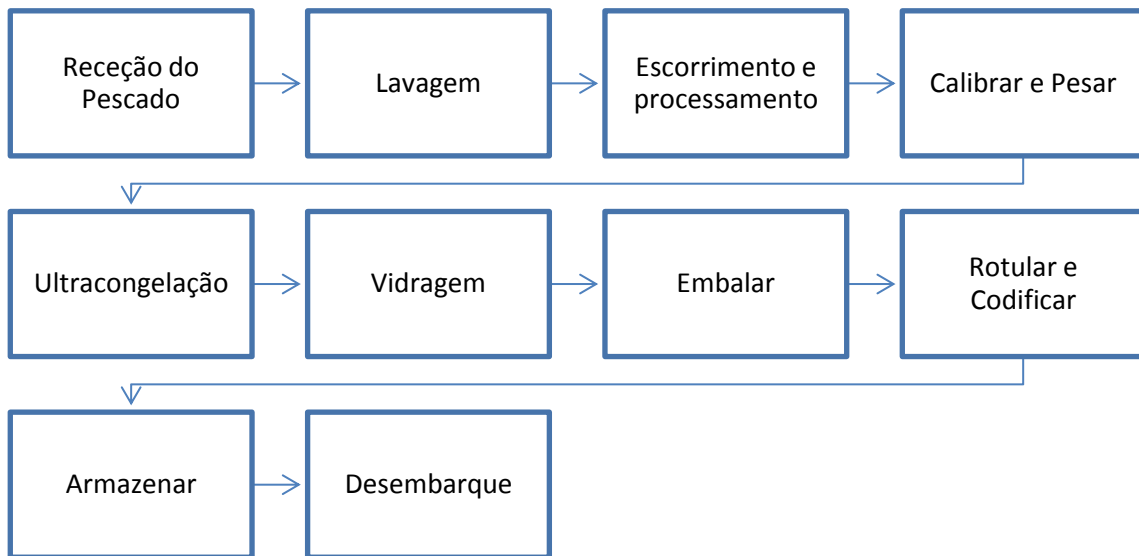 Receção do
Pescado
Lavagem
Escorrimento e
processamento
Calibrar e Pesar
Ultracongelação
Vidragem
Embalar
Rotular e
Codificar
Armazenar
Desembarque